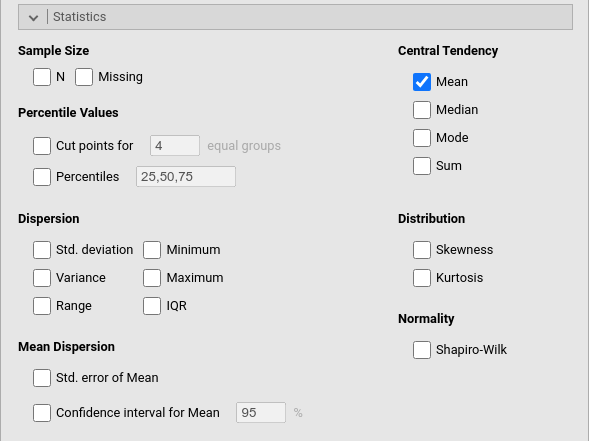 Statistics
Sample Size
N Missing
Percentile Values
Cut points for 4 equal groups
Percentiles 25,50,75
Dispersion
Std. deviation Minimum
Variance Maximum
Range IQR
Mean Dispersion
Std. error of Mean
Confidence interval for Mean 95 %
Central Tendency
Mean
Median
Mode
Sum
Distribution
Skewness
Kurtosis
Normality
Shapiro-Wilk